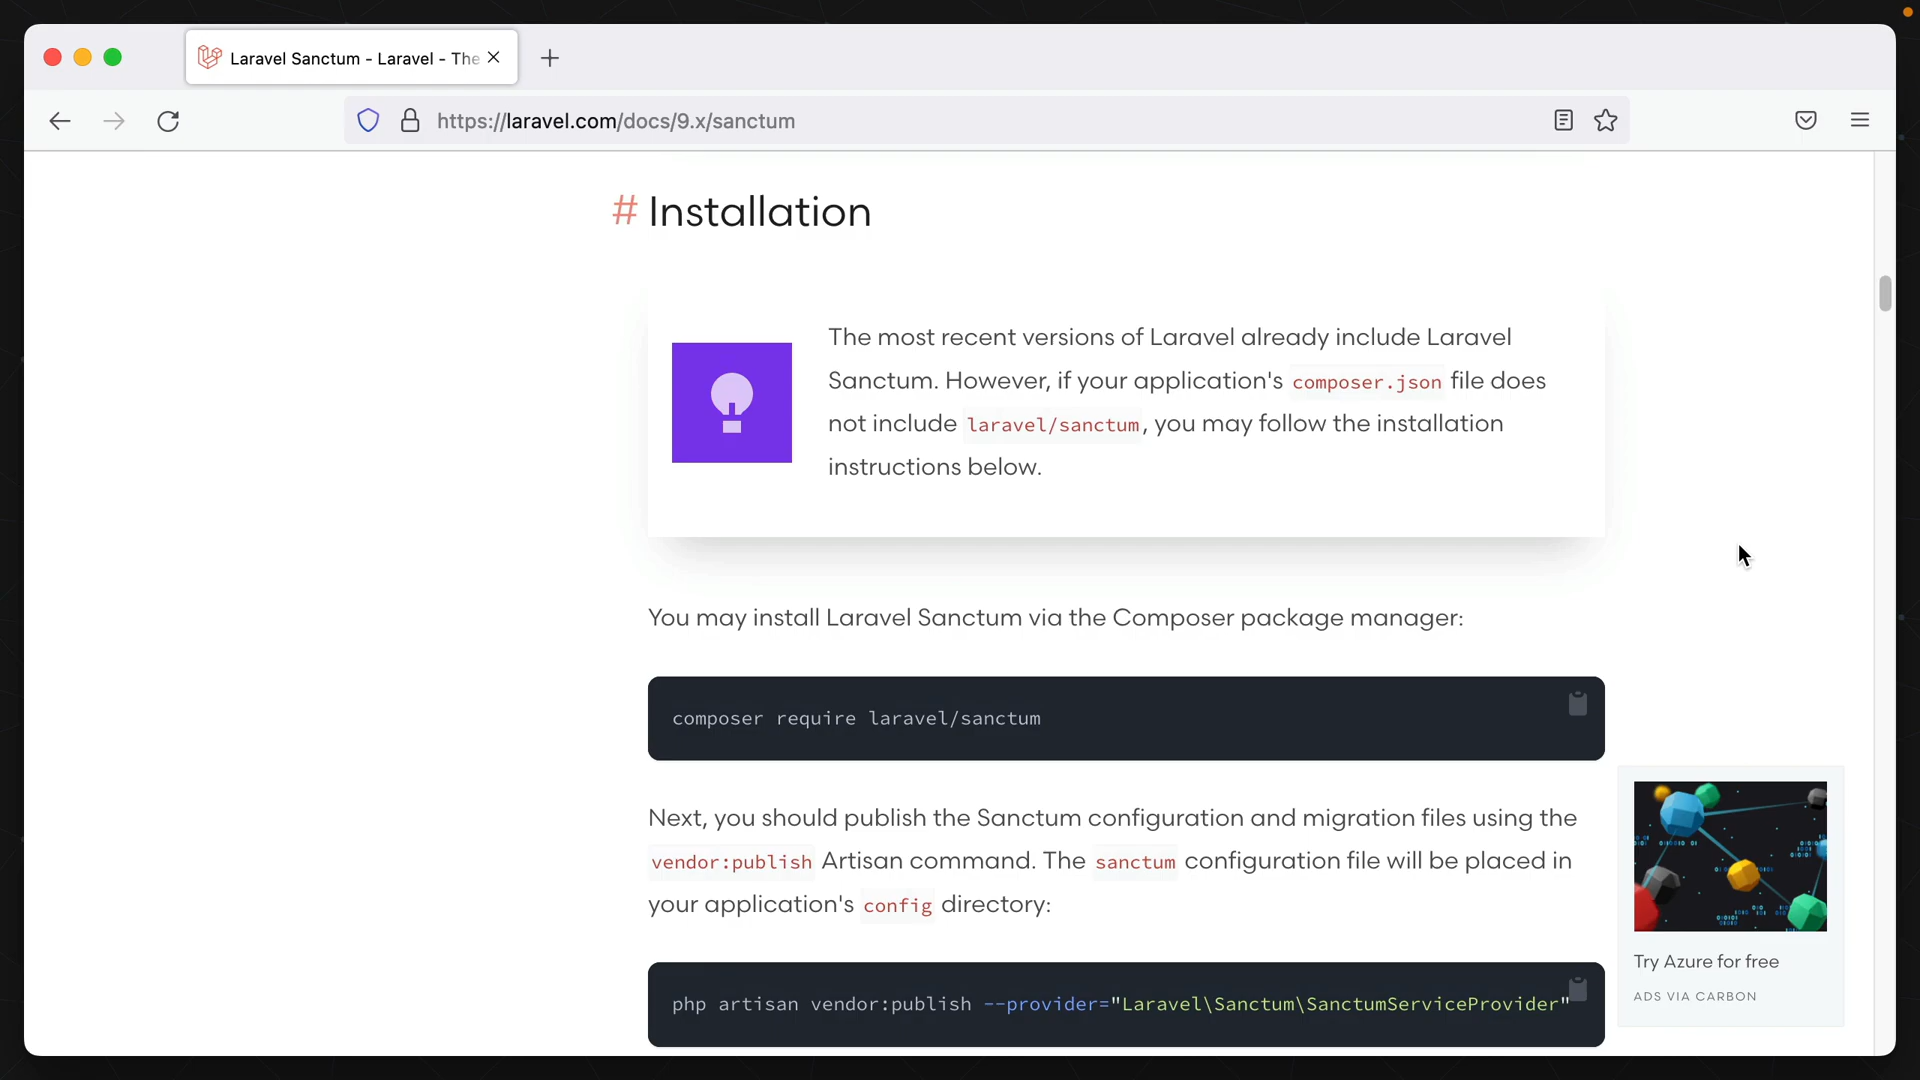 Laravel Sanctum - Laravel - The
https://laravel.com/docs/9.x/sanctum
# Installation
The most recent versions of Laravel already include Laravel
Sanctum. However, if your application's composer.json file does
not include laravel/sanctum, you may follow the installation
instructions below.
You may install Laravel Sanctum via the Composer package manager:
composer require laravel/sanctum
Next, you should publish the Sanctum configuration and migration files using the
vendor:publish Artisan command. The sanctum configuration file will be placed in
your application's config directory:
php artisan vendor:publish --provider="Laravel\Sanctum\SanctumServiceProvider"
Try Azure for free
ADS VIA CARBON